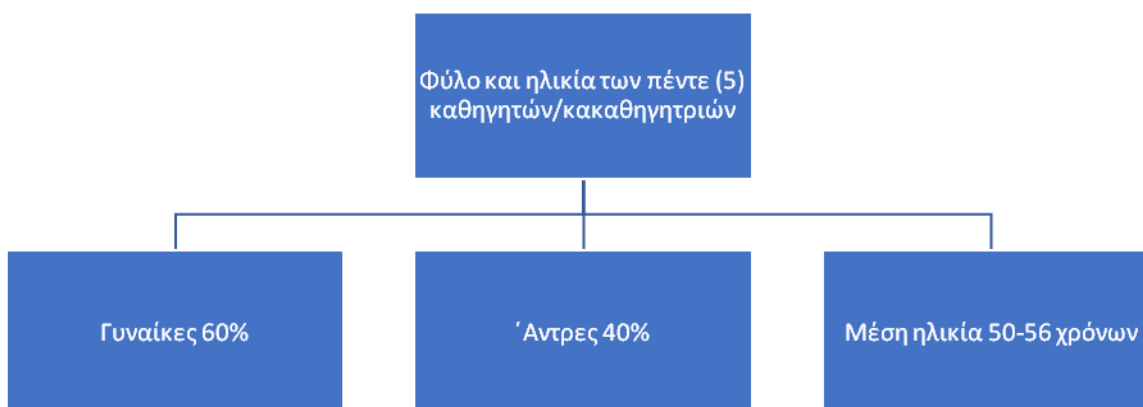 Φύλο και ηλικία των πέντε (5)
καθηγητών/κακαθηγητριών
Γυναίκες 60%
΄Αντρες 40%
Μέση ηλικία 50-56 χρόνων